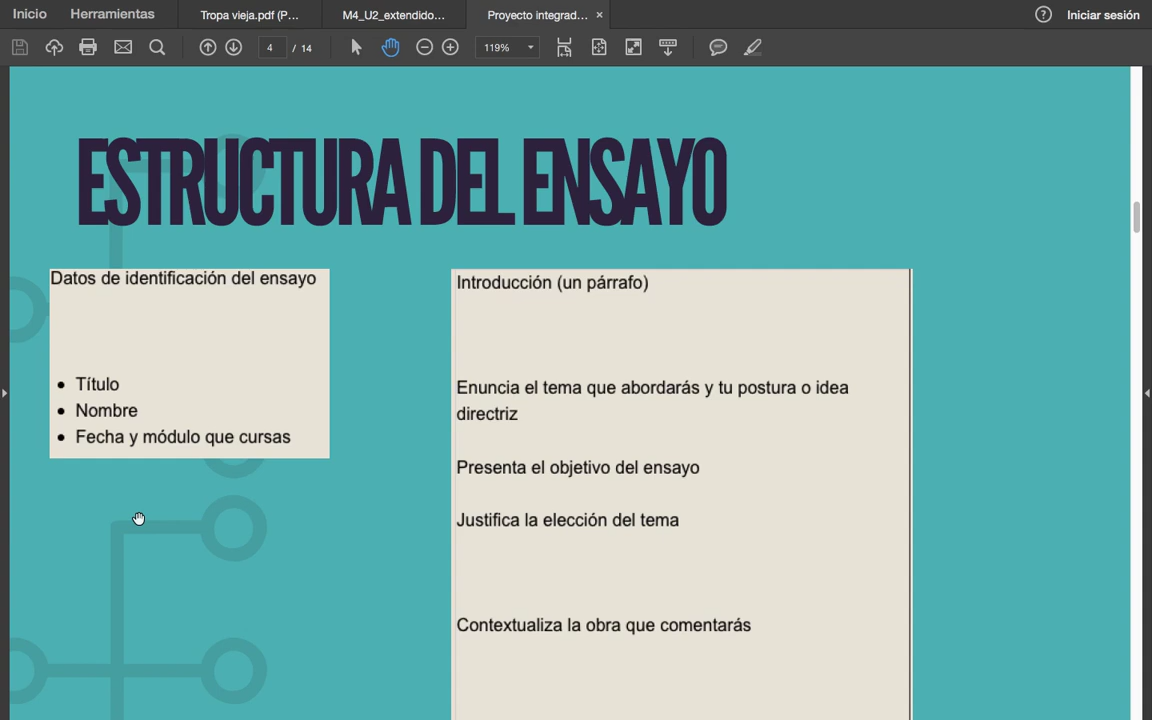 Inicio Herramientas Tropa vieja.pdf (P... M4_U2_extendido... Proyecto integrad... × ? Iniciar sesión
4 / 14 119%
ESTRUCTURA DEL ENSAYO
Datos de identificación del ensayo
• Título
• Nombre
• Fecha y módulo que cursas
Introducción (un párrafo)
Enuncia el tema que abordarás y tu postura o idea
directriz
Presenta el objetivo del ensayo
Justifica la elección del tema
Contextualiza la obra que comentarás